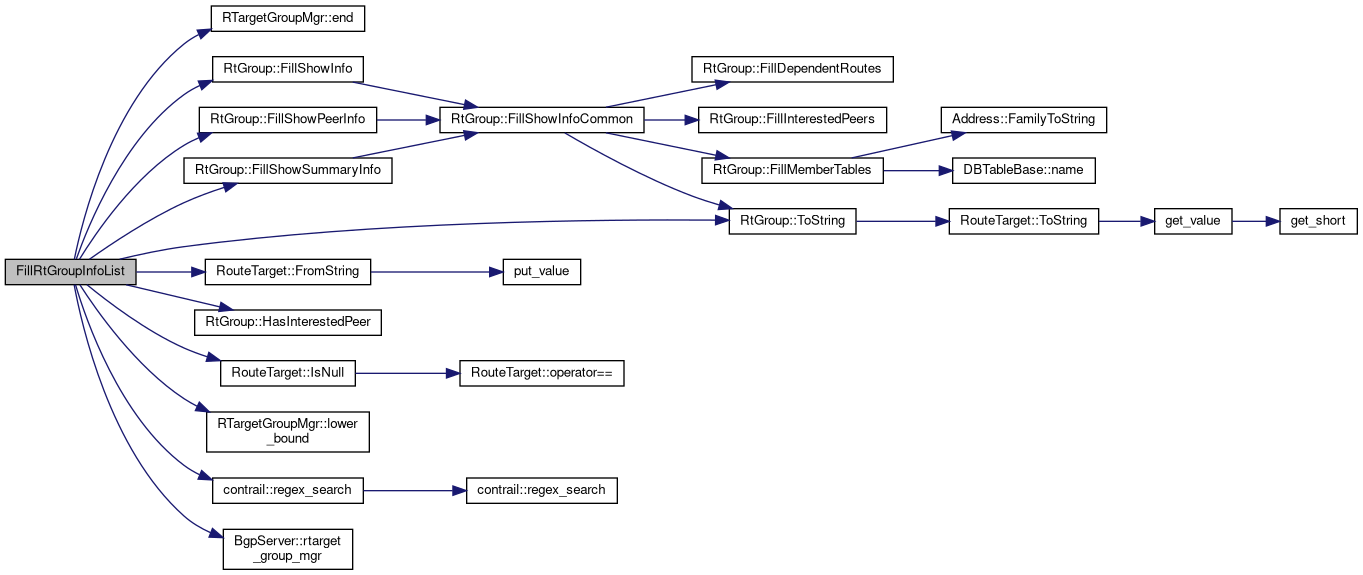 RTargetGroupMgr::end
RtGroup::FillShowInfo
RtGroup::FillDependentRoutes
RtGroup::FillShowPeerInfo
RtGroup::FillShowInfoCommon
RtGroup::FillInterestedPeers
Address::FamilyToString
RtGroup::FillShowSummaryInfo
RtGroup::FillMemberTables
DBTableBase::name
RtGroup::ToString
RouteTarget::ToString
get_value
get_short
FillRtGroupInfoList
RouteTarget::FromString
put_value
RtGroup::HasInterestedPeer
RouteTarget::IsNull
RouteTarget::operator==
RTargetGroupMgr::lower
_bound
contrail::regex_search
contrail::regex_search
BgpServer::rtarget
_group_mgr